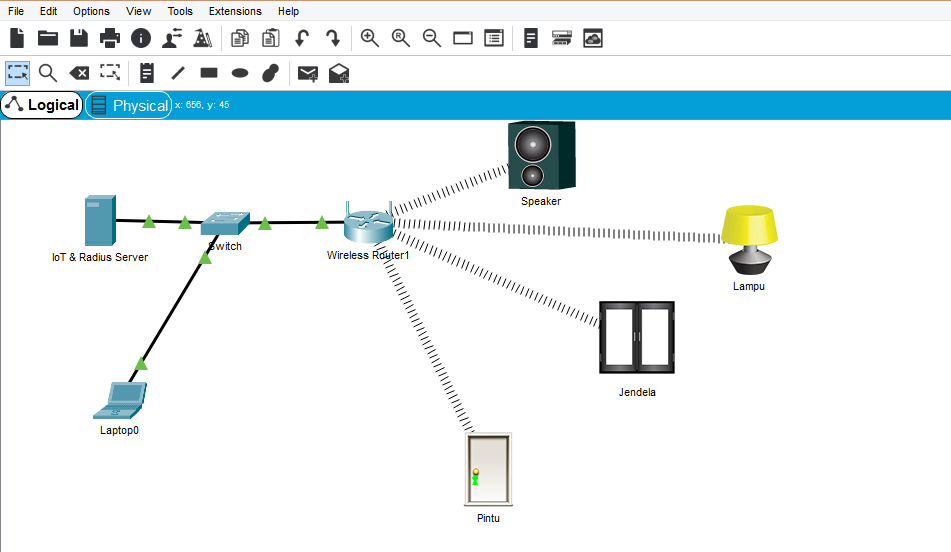 File Edit Options View Tools Extensions Help
Logical Physical x: 656, y: 45
Speaker
IoT & Radius Server
Switch
Wireless Router1
Lampu
Jendela
Laptop0
Pintu